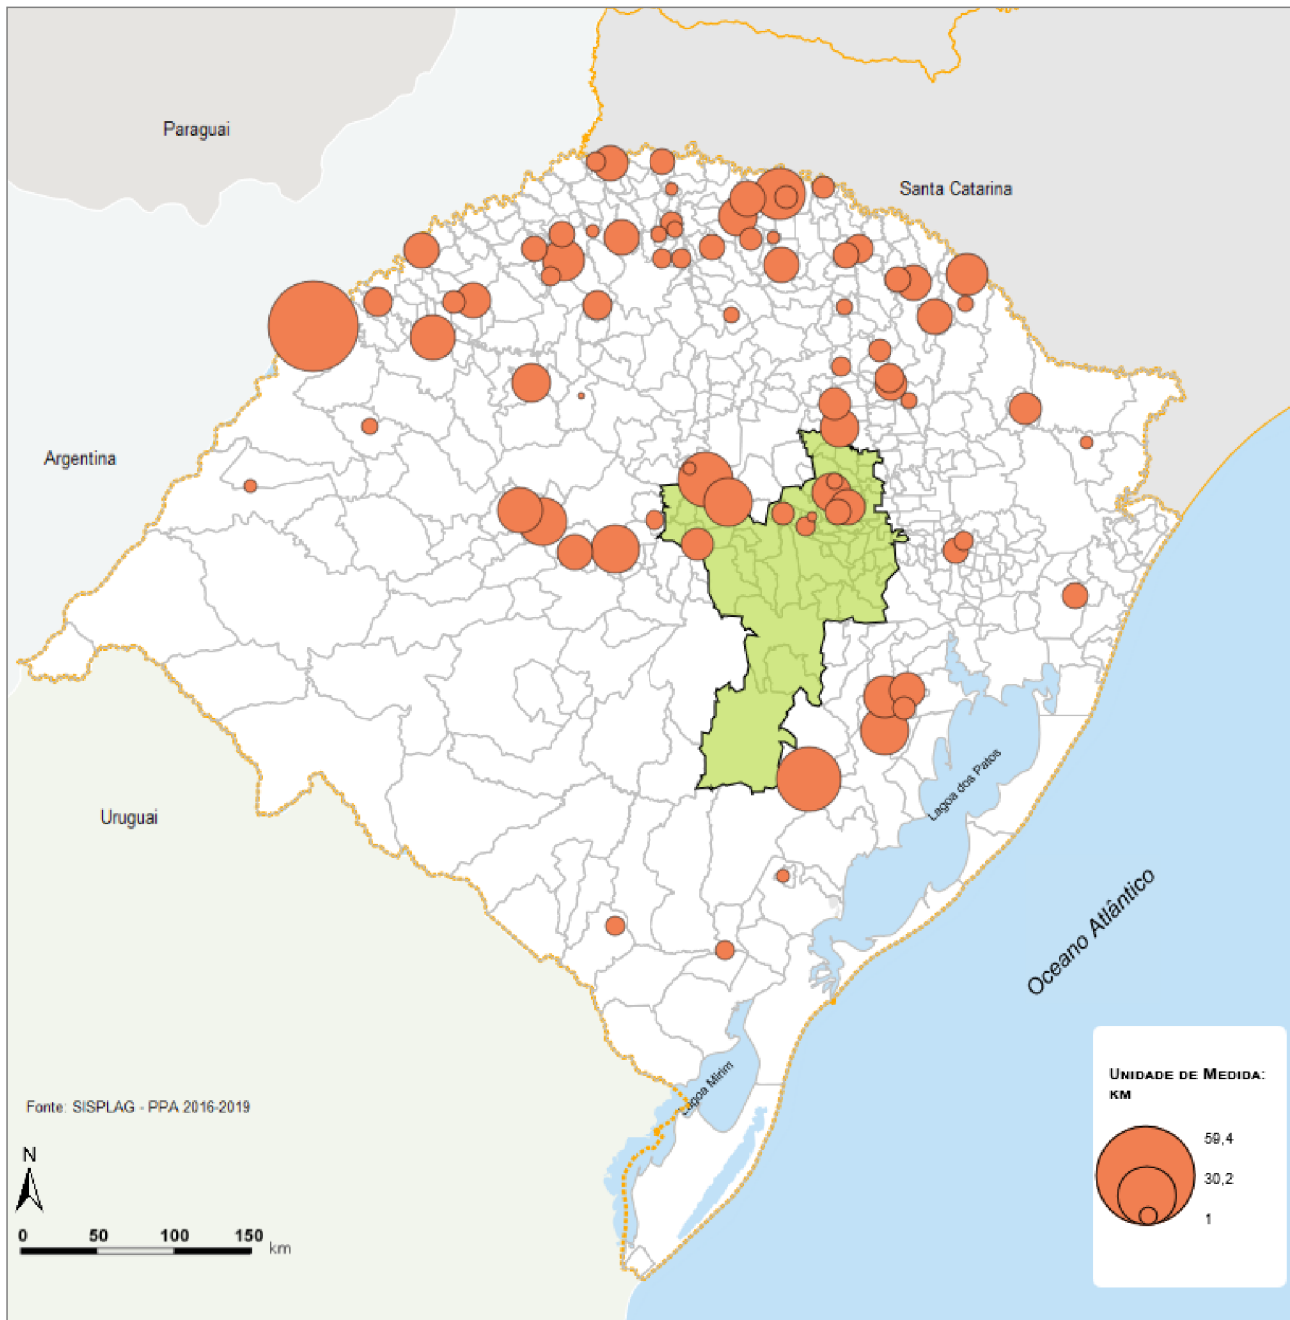 Paraguai
Santa Catarina
Argentina
Uruguai
Lagoa dos Patos
Oceano Atlântico
Lagoa Mirim
Fonte: SISPLAG - PPA 2016-2019
N
0 50 100 150
km
UNIDADE DE MEDIDA:
KM
59,4
30,2
1